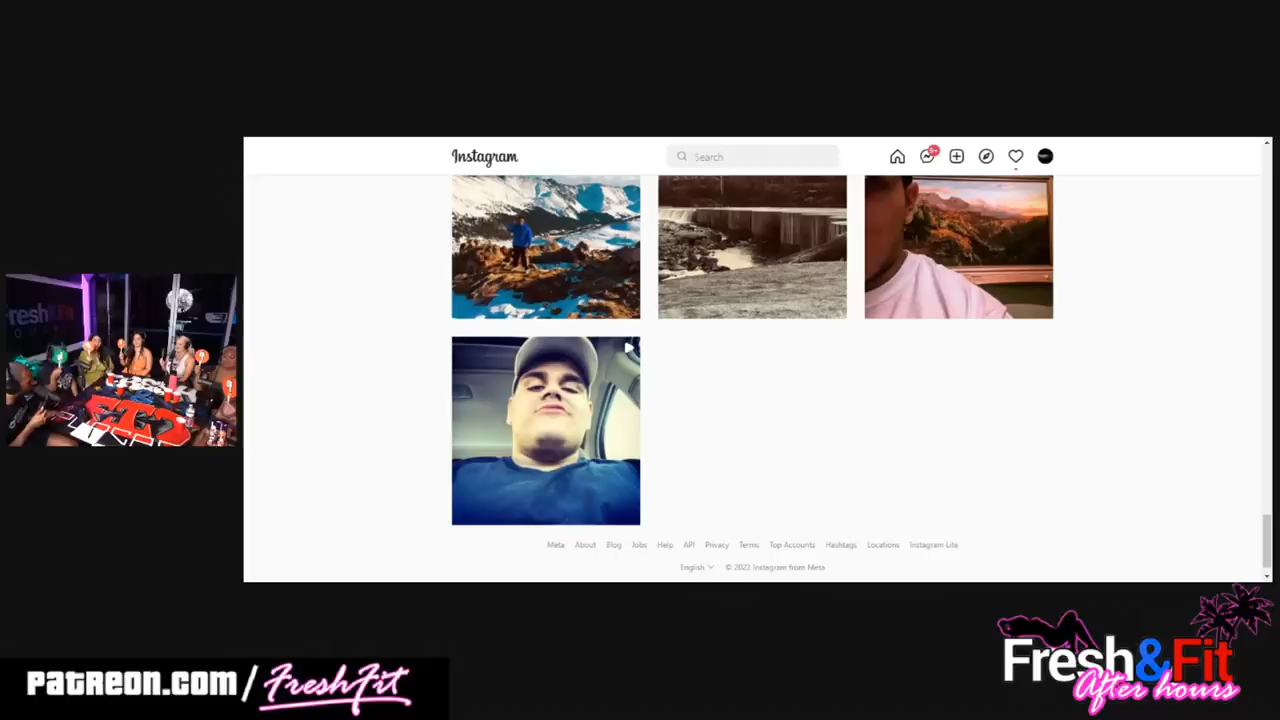 Instagram
Search
Meta About Blog Jobs Help API Privacy Terms Top Accounts Hashtags Locations Instagram Lite
English © 2022 Instagram from Meta
Fresh&Fit
After hours
patreon.com/FreshFit